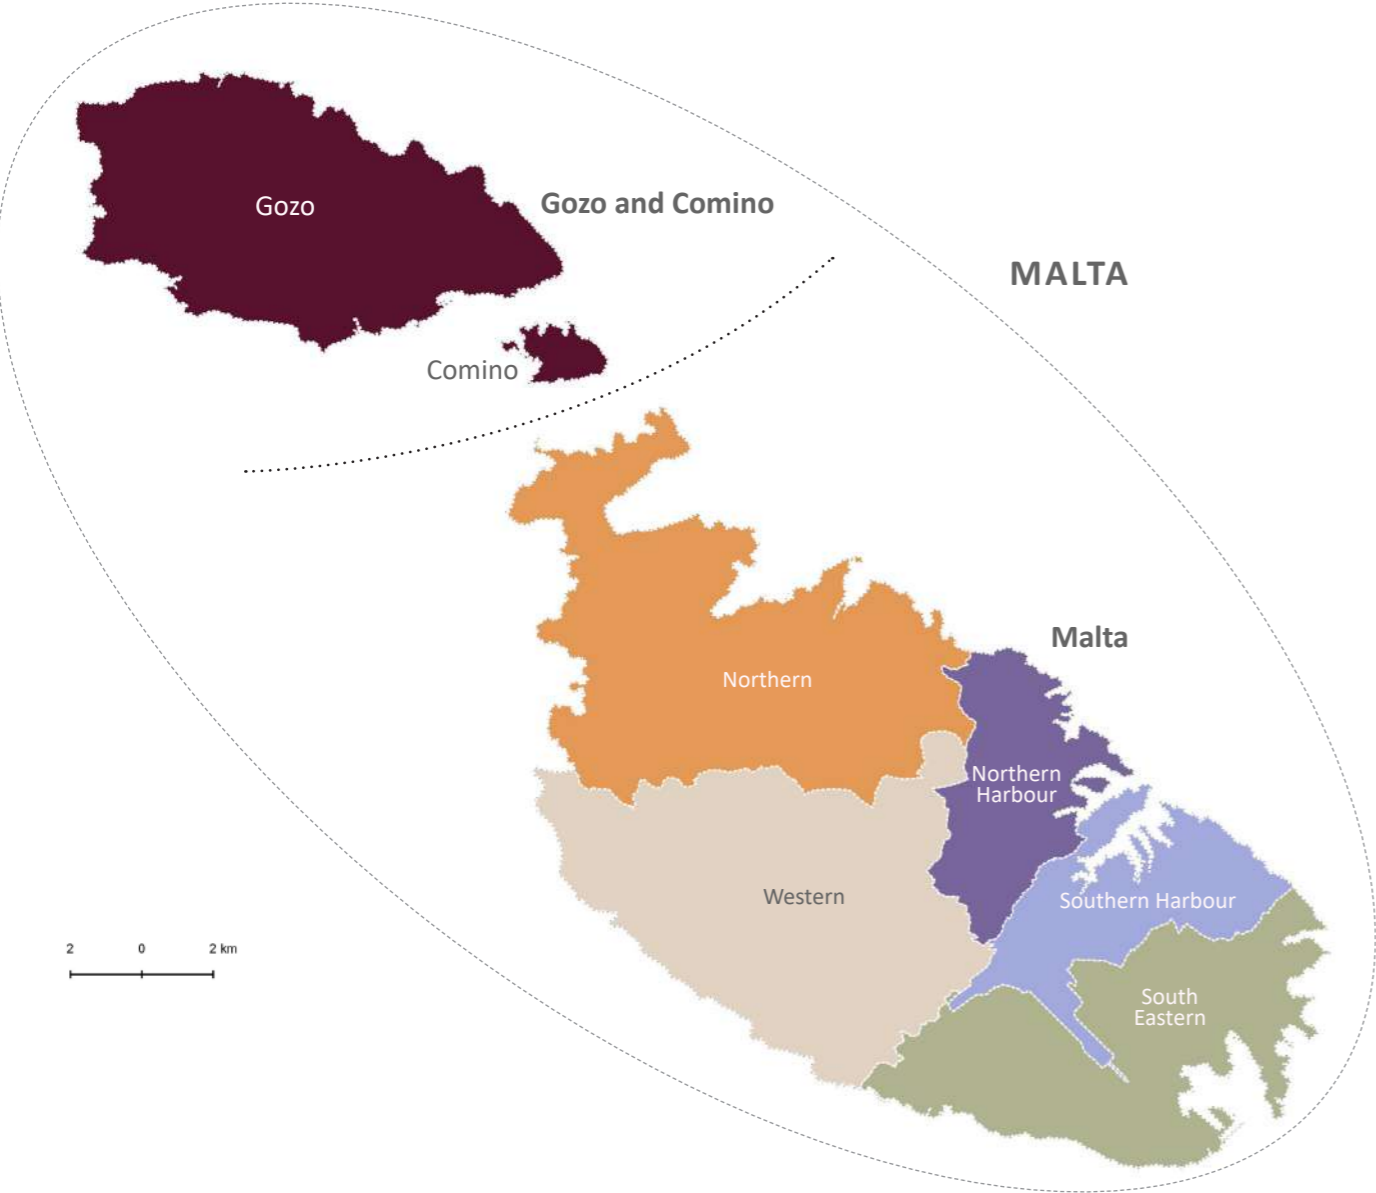 Gozo
Gozo and Comino
MALTA
Comino
Malta
Northern
Northern
Harbour
Western
Southern Harbour
2 0 2 km
South
Eastern